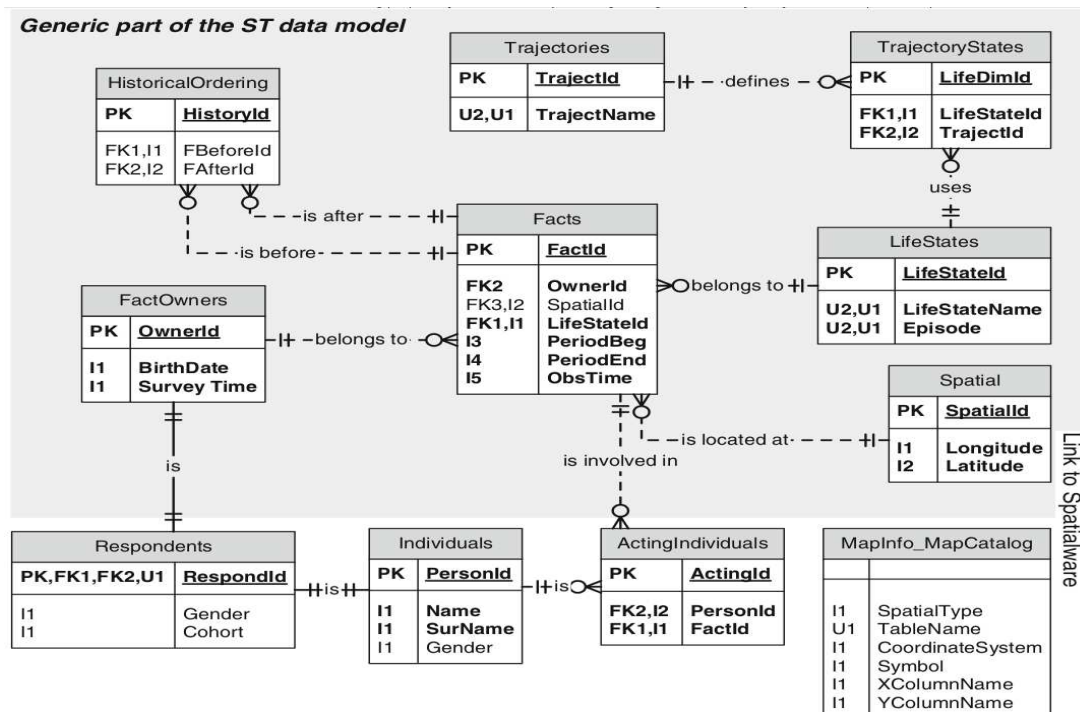 Generic part of the ST data model
Trajectories
PK TrajectId
U2,U1 TrajectName
defines
TrajectoryStates
PK LifeDimId
FK1,I1 LifeStateId
FK2,I2 TrajectId
HistoricalOrdering
PK HistoryId
FK1,I1 FBeforeId
FK2,I2 FAfterId
uses
is after
is before
Facts
PK FactId
FK2 OwnerId
FK3,I2 SpatialId
FK1,I1 LifeStateId
I3 PeriodBeg
I4 PeriodEnd
I5 ObsTime
belongs to
LifeStates
PK LifeStateId
U2,U1 LifeStateName
U2,U1 Episode
FactOwners
PK OwnerId
I1 BirthDate
I1 Survey Time
belongs to
Spatial
PK SpatialId
I1 Longitude
I2 Latitude
is located at
is involved in
is
Link to Spatialware
Respondents
PK,FK1,FK2,U1 RespondId
I1 Gender
I1 Cohort
is
Individuals
PK PersonId
I1 Name
I1 SurName
I1 Gender
is
ActingIndividuals
PK ActingId
FK2,I2 PersonId
FK1,I1 FactId
MapInfo_MapCatalog
I1 SpatialType
U1 TableName
I1 CoordinateSystem
I1 Symbol
I1 XColumnName
I1 YColumnName